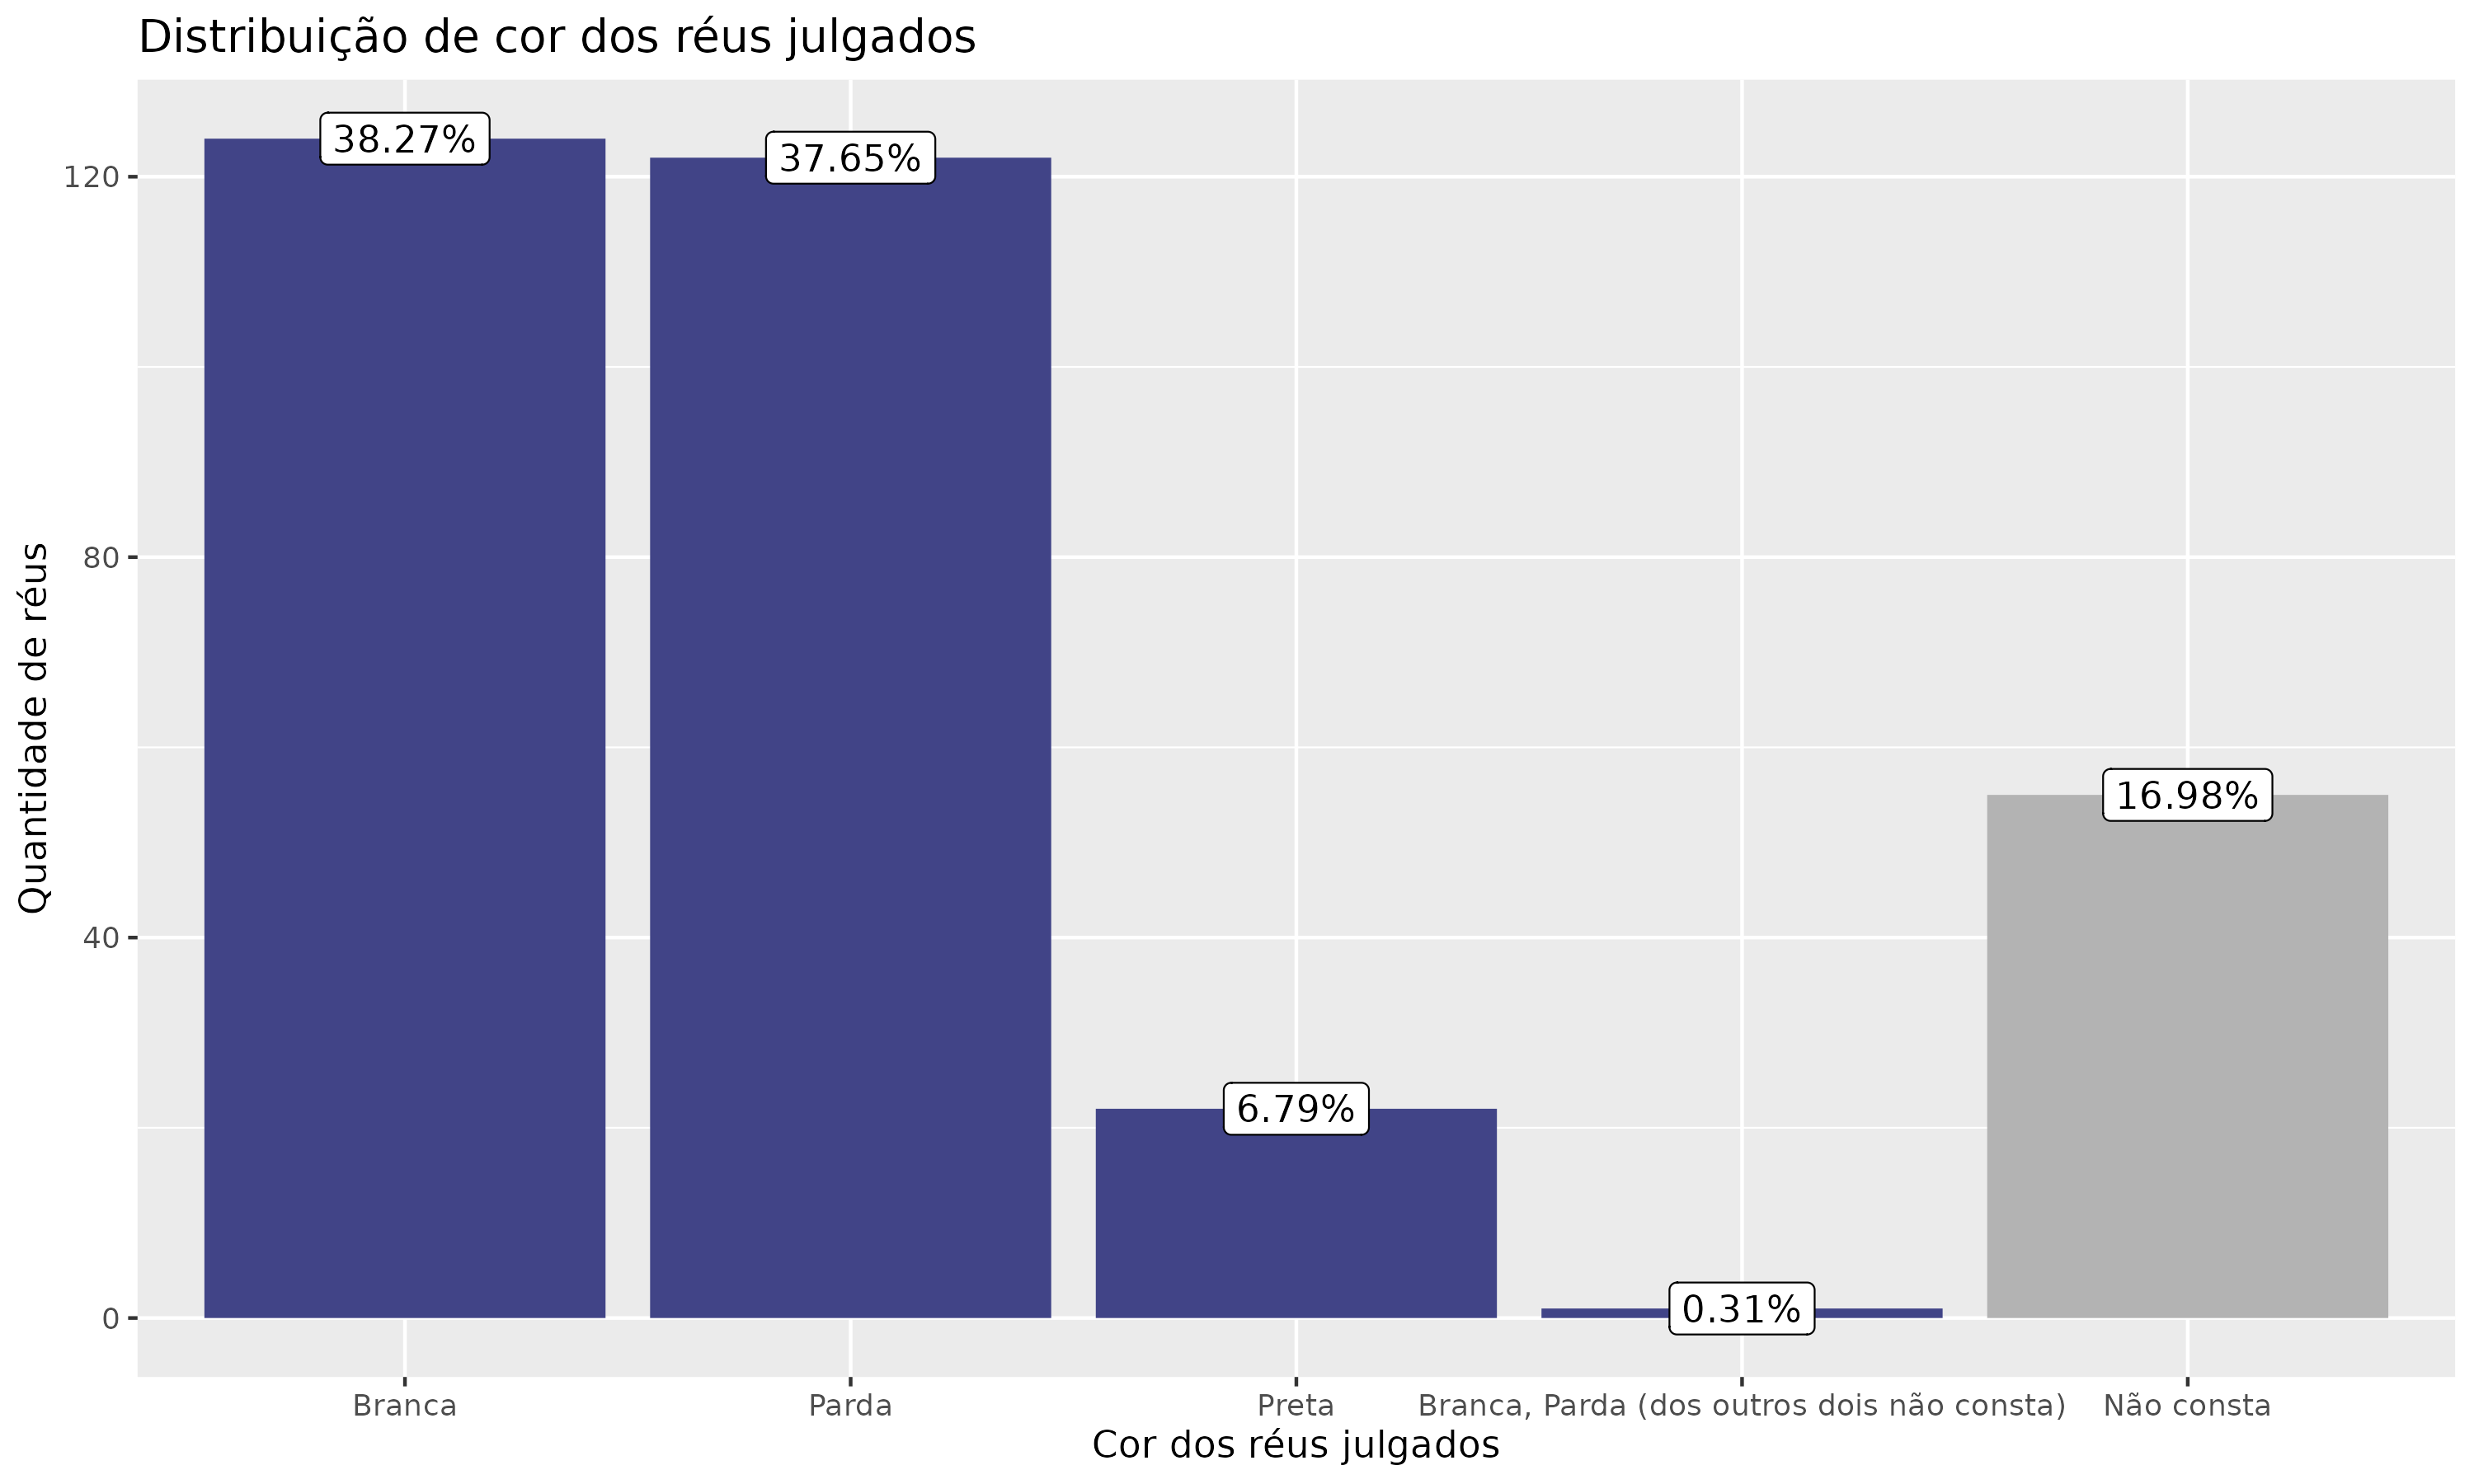 Distribuição de cor dos réus julgados
38.27%
37.65%
120
80
16.98%
40
6.79%
0.31%
0
Quantidade de réus
Branca
Parda
Preta
Branca, Parda (dos outros dois não consta)
Não consta
Cor dos réus julgados